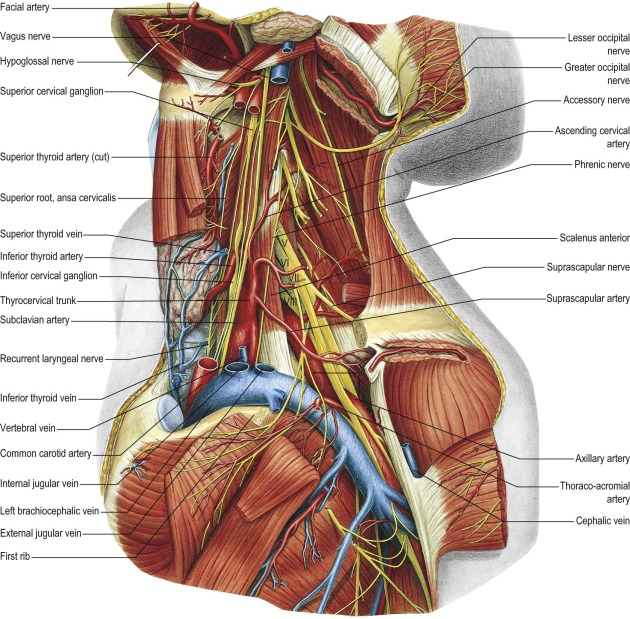 Facial artery
Vagus nerve
Hypoglossal nerve
Superior cervical ganglion
Superior thyroid artery (cut)
Superior root, ansa cervicalis
Superior thyroid vein
Inferior thyroid artery
Inferior cervical ganglion
Thyrocervical trunk
Subclavian artery
Recurrent laryngeal nerve
Inferior thyroid vein
Vertebral vein
Common carotid artery
Internal jugular vein
Left brachiocephalic vein
External jugular vein
First rib
Lesser occipital
nerve
Greater occipital
nerve
Accessory nerve
Ascending cervical
artery
Phrenic nerve
Scalenus anterior
Suprascapular nerve
Suprascapular artery
Axillary artery
Thoraco-acromial
artery
Cephalic vein